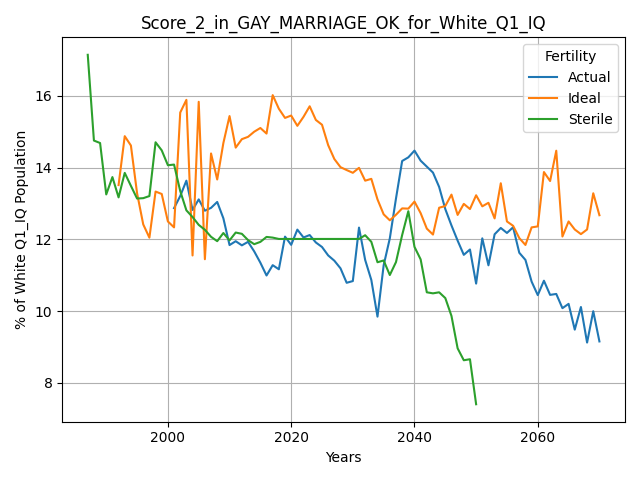 Score_2_in_GAY_MARRIAGE_OK_for_White_Q1_IQ
Fertility
Actual
Ideal
Sterile
% of White Q1_IQ Population
16
14
12
10
8
2000 2020 2040 2060
Years